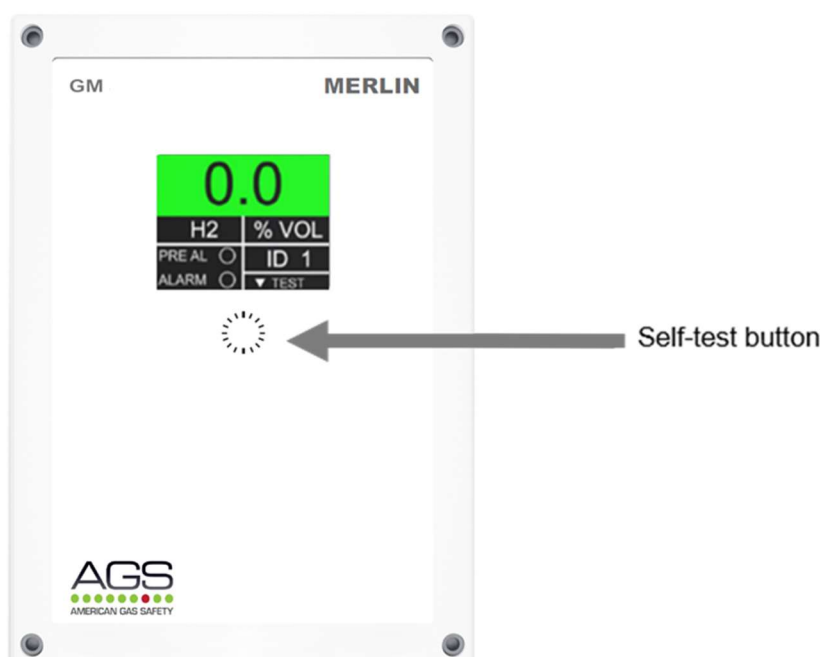 GM MERLIN
0.0
H2 % VOL
PRE AL ID 1
ALARM ▼ TEST
Self-test button
AGS
AMERICAN GAS SAFETY